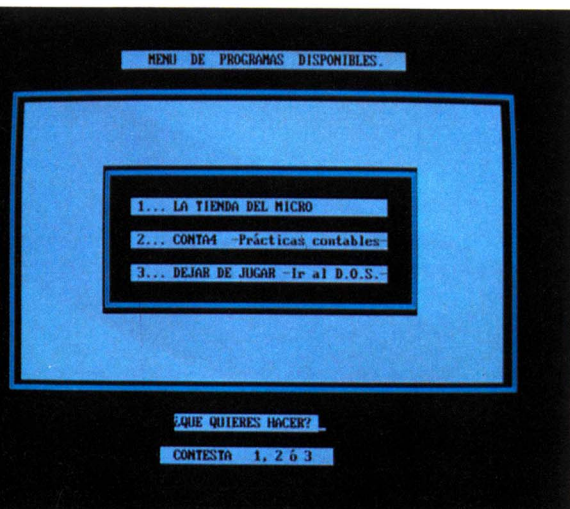 MENU DE PROGRAMAS DISPONIBLES.
1... LA TIENDA DEL MICRO
2... CONTA4 -Prácticas contables-
3... DEJAR DE JUGAR -Ir al D.O.S.-
¿QUE QUIERES HACER? _
CONTESTA 1, 2 ó 3